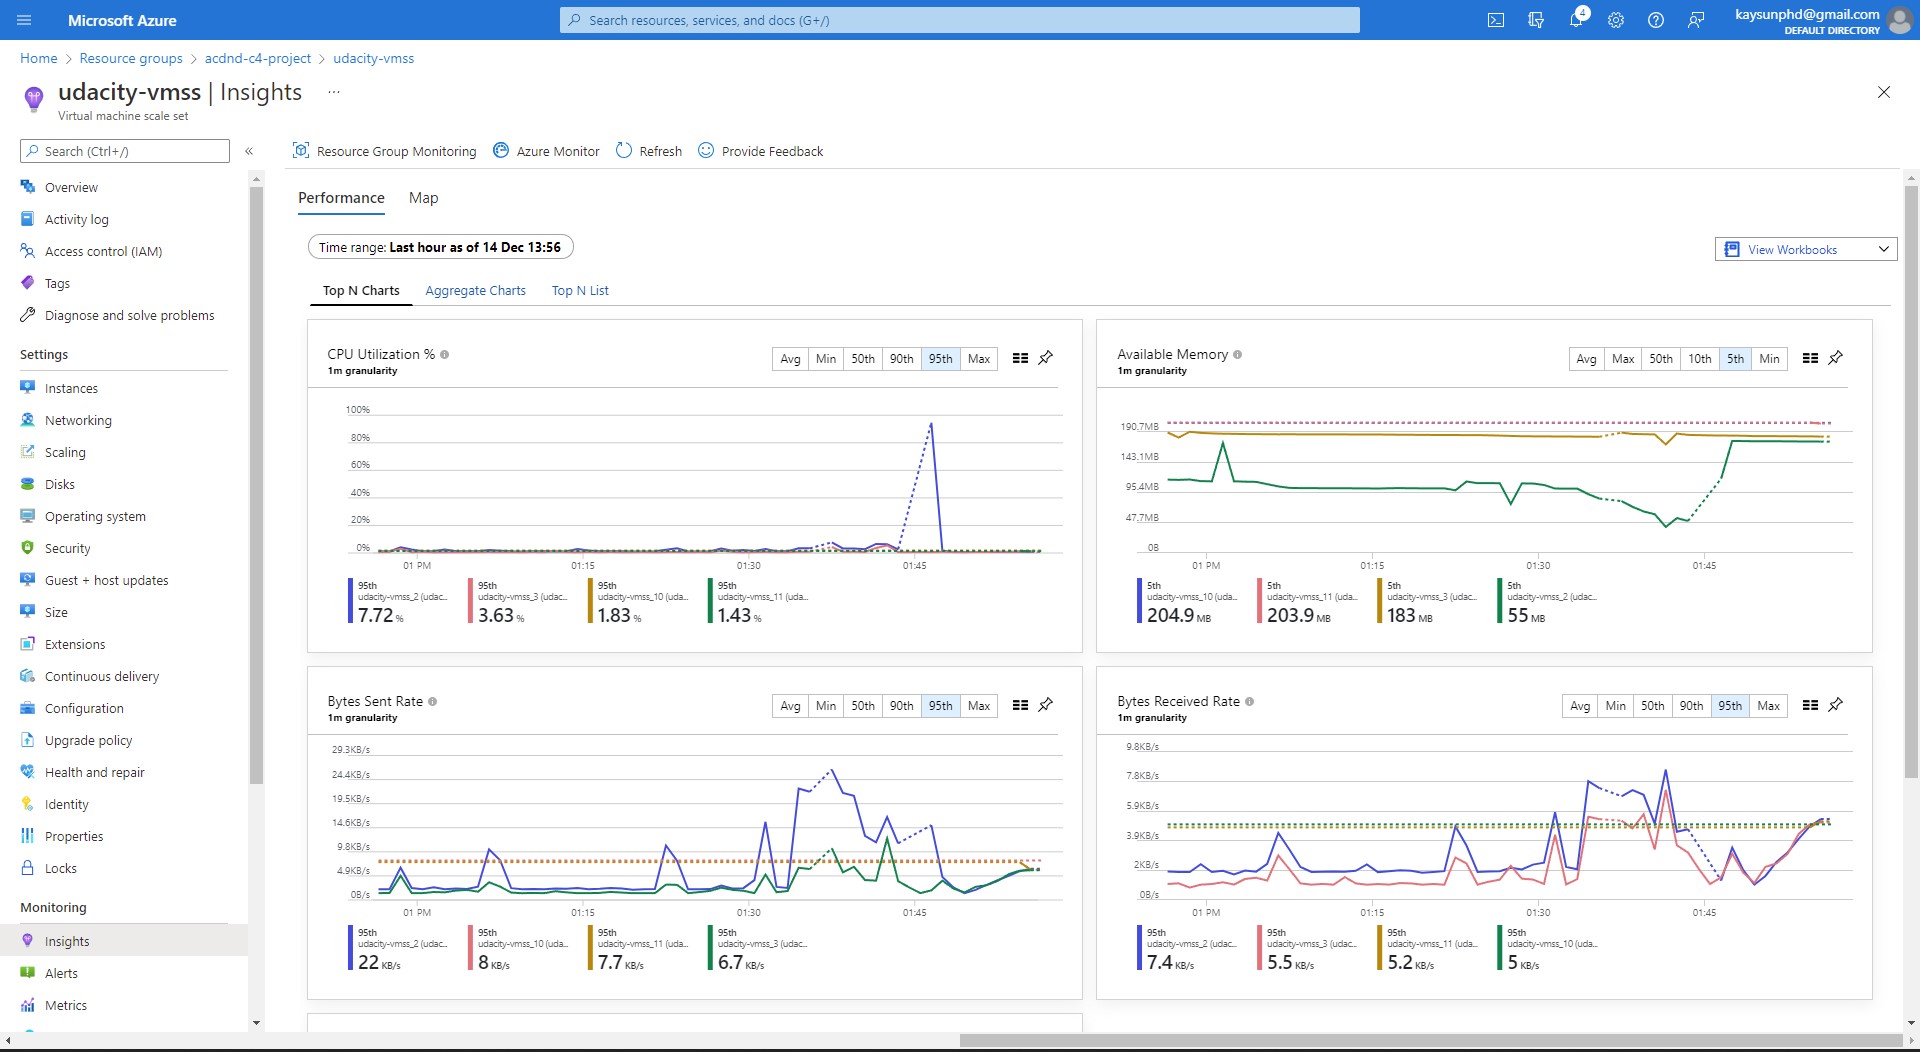 Microsoft Azure
Search resources, services, and docs (G+/)
4
kaysunphd@gmail.com
DEFAULT DIRECTORY
Home > Resource groups > acdnd-c4-project > udacity-vmss
udacity-vmss | Insights ...
Virtual machine scale set
Search (Ctrl+/)
«
Overview
Activity log
Access control (IAM)
Tags
Diagnose and solve problems
Settings
Instances
Networking
Scaling
Disks
Operating system
Security
Guest + host updates
Size
Extensions
Continuous delivery
Configuration
Upgrade policy
Health and repair
Identity
Properties
Locks
Monitoring
Insights
Alerts
Metrics
Resource Group Monitoring Azure Monitor Refresh Provide Feedback
Performance Map
Time range: Last hour as of 14 Dec 13:56
View Workbooks
Top N Charts Aggregate Charts Top N List
CPU Utilization %
1m granularity
Avg Min 50th 90th 95th Max
100%
80%
60%
40%
20%
0%
01 PM 01:15 01:30 01:45
95th 95th 95th 95th
udacity-vmss_2 (udac... udacity-vmss_3 (udac... udacity-vmss_10 (uda... udacity-vmss_11 (uda...
7.72 % 3.63 % 1.83 % 1.43 %
Available Memory
1m granularity
Avg Max 50th 10th 5th Min
190.7MB
143.1MB
95.4MB
47.7MB
0B
01 PM 01:15 01:30 01:45
5th 5th 5th 5th
udacity-vmss_10 (uda... udacity-vmss_11 (uda... udacity-vmss_3 (udac... udacity-vmss_2 (udac...
204.9 MB 203.9 MB 183 MB 55 MB
Bytes Sent Rate
1m granularity
Avg Min 50th 90th 95th Max
29.3KB/s
24.4KB/s
19.5KB/s
14.6KB/s
9.8KB/s
4.9KB/s
0B/s
01 PM 01:15 01:30 01:45
95th 95th 95th 95th
udacity-vmss_2 (udac... udacity-vmss_10 (uda... udacity-vmss_11 (uda... udacity-vmss_3 (udac...
22 KB/s 8 KB/s 7.7 KB/s 6.7 KB/s
Bytes Received Rate
1m granularity
Avg Min 50th 90th 95th Max
9.8KB/s
7.8KB/s
5.9KB/s
3.9KB/s
2KB/s
0B/s
01 PM 01:15 01:30 01:45
95th 95th 95th 95th
udacity-vmss_2 (udac... udacity-vmss_3 (udac... udacity-vmss_11 (uda... udacity-vmss_10 (uda...
7.4 KB/s 5.5 KB/s 5.2 KB/s 5 KB/s